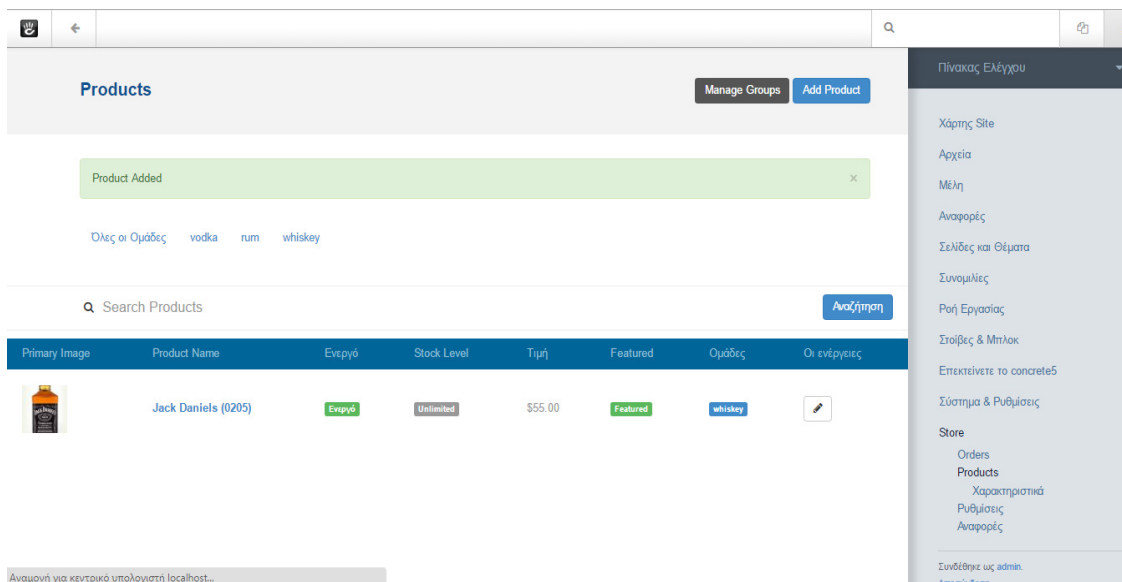 Πίνακας Ελέγχου
Products
Manage Groups
Add Product
Product Added
×
Όλες οι Ομάδες vodka rum whiskey
Search Products
Αναζήτηση
Primary Image Product Name Ενεργό Stock Level Τιμή Featured Ομάδες Οι ενέργειες
JACK DANIEL'S
Jack Daniels (0205) Ενεργό Unlimited $55.00 Featured whiskey
Χάρτης Site
Αρχεία
Μέλη
Αναφορές
Σελίδες και Θέματα
Συνομιλίες
Ροή Εργασίας
Στοίβες & Μπλοκ
Επεκτείνετε το concrete5
Σύστημα & Ρυθμίσεις
Store
Orders
Products
Χαρακτηριστικά
Ρυθμίσεις
Αναφορές
Συνδέθηκε ως admin.
Αναμονή για κεντρικό υπολογιστή localhost...